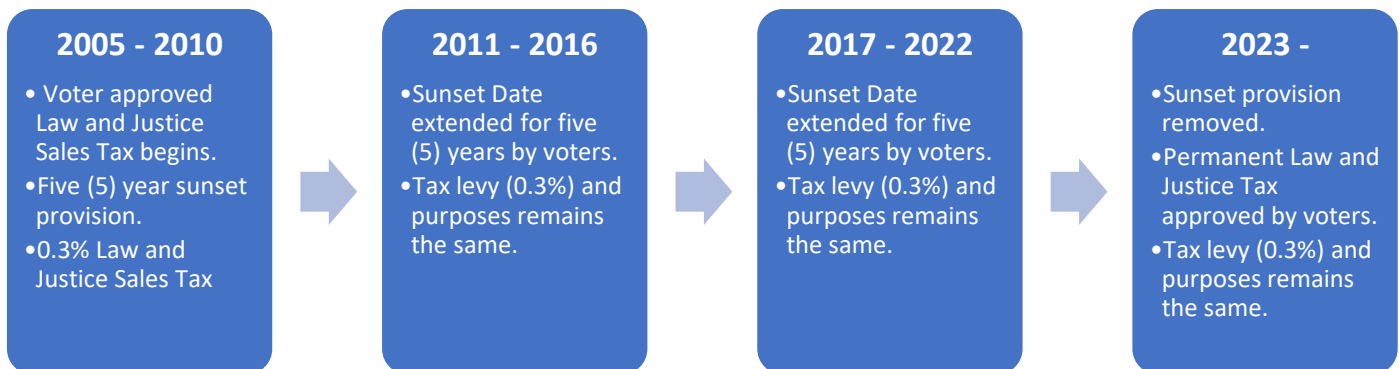 2005 - 2010
• Voter approved
Law and Justice
Sales Tax begins.
•Five (5) year sunset
provision.
•0.3% Law and
Justice Sales Tax
2011 - 2016
•Sunset Date
extended for five
(5) years by voters.
•Tax levy (0.3%) and
purposes remains
the same.
2017 - 2022
•Sunset Date
extended for five
(5) years by voters.
•Tax levy (0.3%) and
purposes remains
the same.
2023 -
•Sunset provision
removed.
•Permanent Law and
Justice Tax
approved by voters.
•Tax levy (0.3%) and
purposes remains
the same.